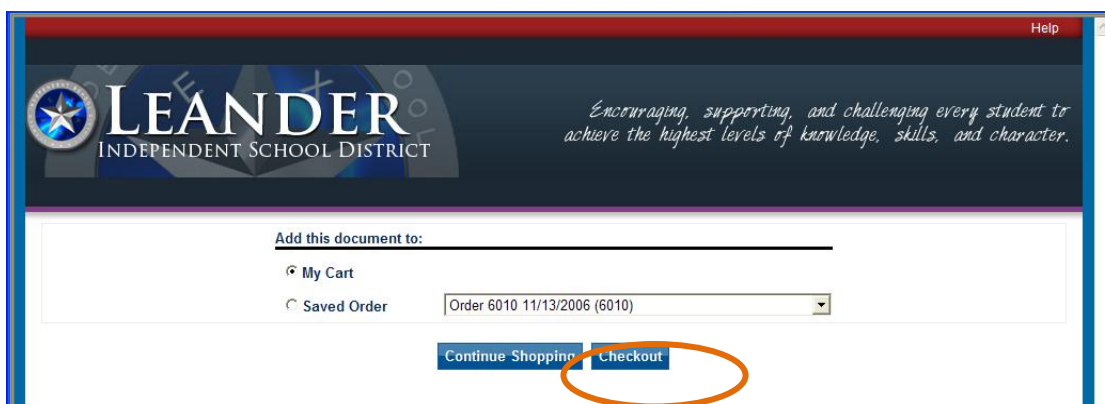 Help
LEANDER
INDEPENDENT SCHOOL DISTRICT
Encouraging, supporting, and challenging every student to
achieve the highest levels of knowledge, skills, and character.
Add this document to:
My Cart
Saved Order
Order 6010 11/13/2006 (6010)
Continue Shopping
Checkout